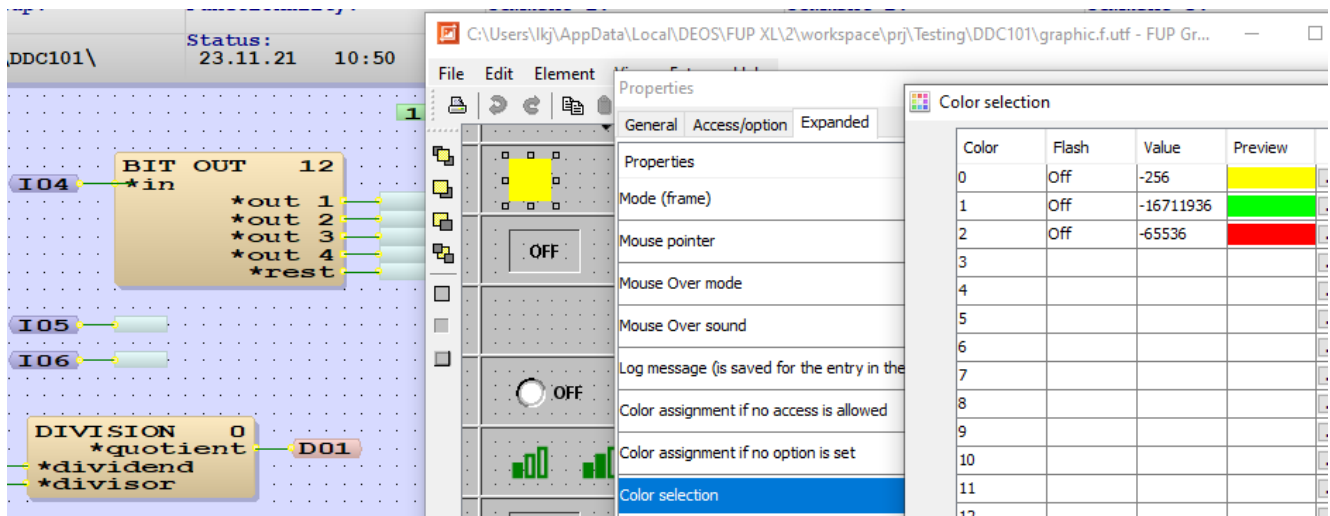 Status:
\DDC101\ 23.11.21 10:50
1
BIT OUT 12
I04 *in
*out 1
*out 2
*out 3
*out 4
*rest
I05
I06
DIVISION 0
*quotient D01
*dividend
*divisor
C:\Users\lkj\AppData\Local\DEOS\FUP XL\2\workspace\prj\Testing\DDC101\graphic.f.utf - FUP Gr...
File Edit Element
OFF
OFF
Properties
General Access/option Expanded
Properties
Mode (frame)
Mouse pointer
Mouse Over mode
Mouse Over sound
Log message (is saved for the entry in the
Color assignment if no access is allowed
Color assignment if no option is set
Color selection
Color selection
Color Flash Value Preview
0 Off -256
1 Off -16711936
2 Off -65536
3
4
5
6
7
8
9
10
11
12